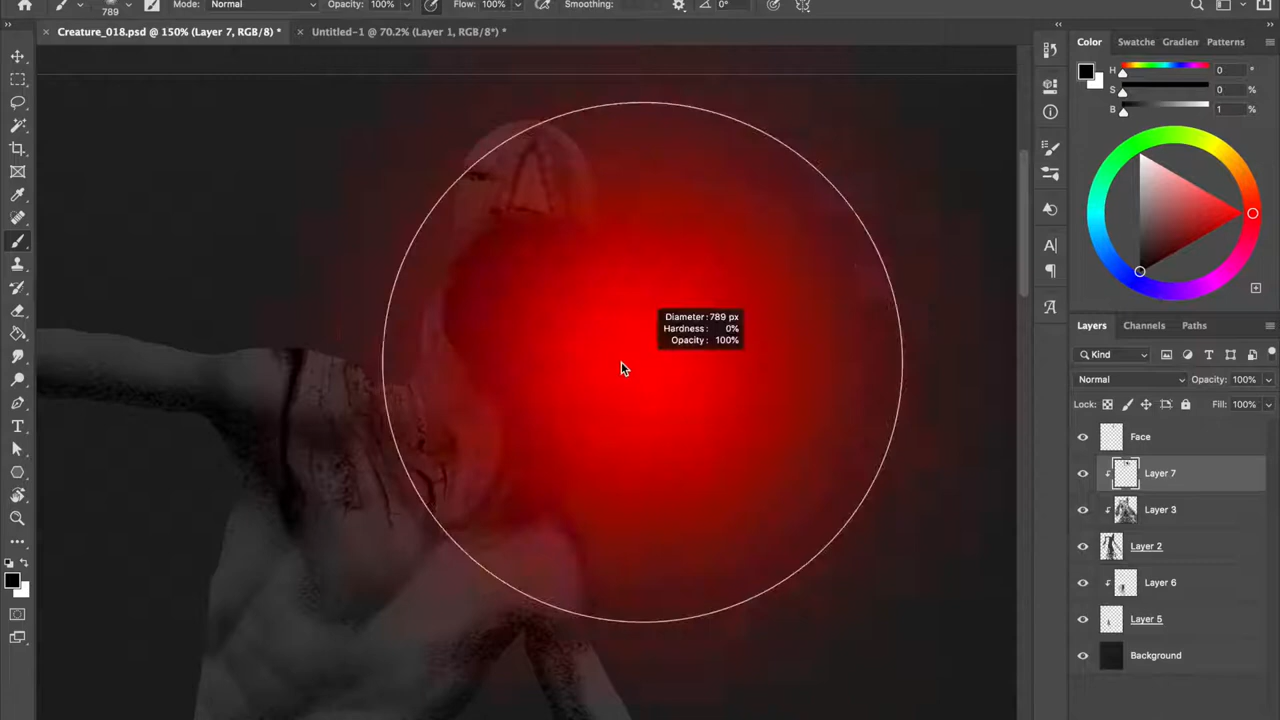 789
Mode: Normal Opacity: 100% Flow: 100% Smoothing: 0°
Creature_018.psd @ 150% (Layer 7, RGB/8) *
Untitled-1 @ 70.2% (Layer 1, RGB/8*) *
Color Swatche Gradien Patterns
H 0 °
S 0 %
B 1 %
Diameter: 789 px
Hardness: 0%
Opacity: 100%
Layers Channels Paths
Kind
Normal Opacity: 100%
Lock: Fill: 100%
Face
Layer 7
Layer 3
Layer 2
Layer 6
Layer 5
Background